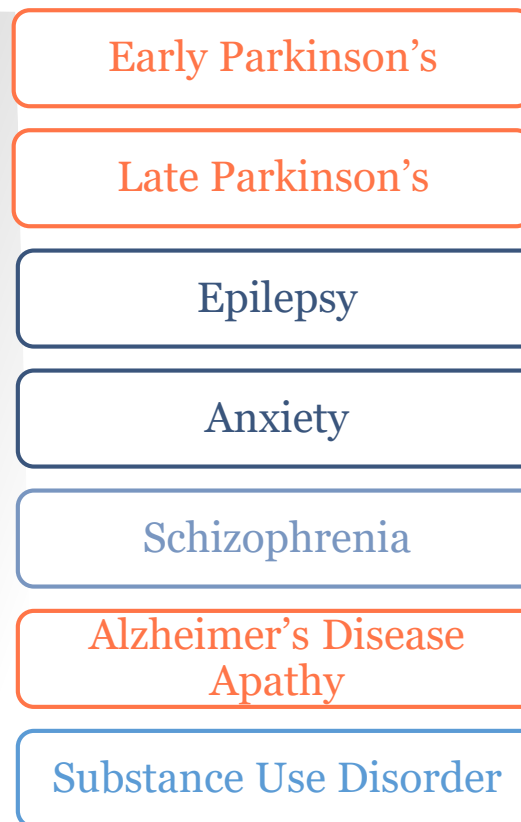 Early Parkinson’s
Late Parkinson’s
Epilepsy
Anxiety
Schizophrenia
Alzheimer’s Disease
Apathy
Substance Use Disorder